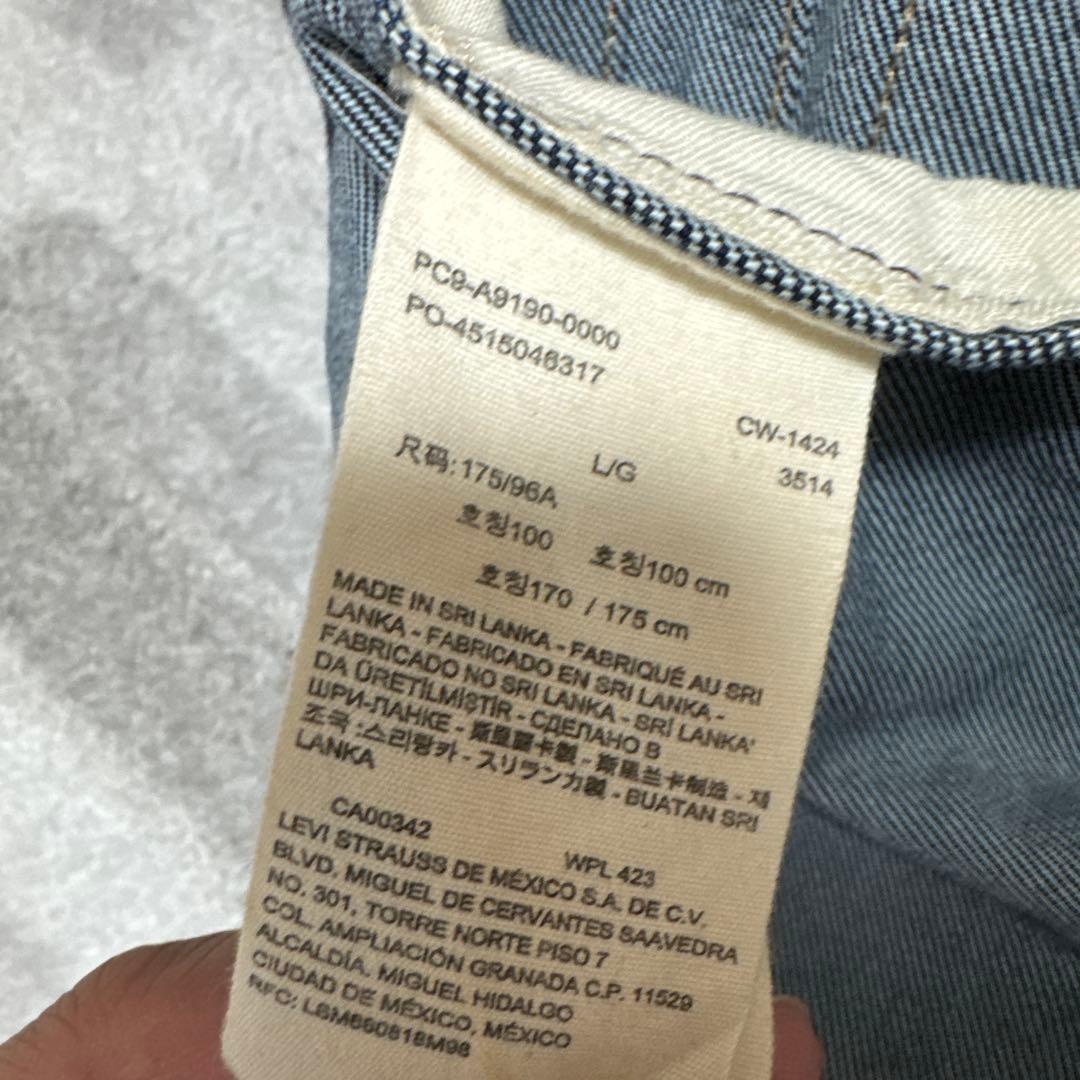 PC9-A9190-0000
PO-4515046317
CW-1424
L/G 3514
尺码:175/96A
호칭100 호칭100 cm
호칭170 / 175 cm
MADE IN SRI LANKA - FABRIQUÉ AU SRI
LANKA - FABRICADO EN SRI LANKA -
FABRICADO NO SRI LANKA - SRİ LANKA'
DA ÜRETİLMİŞTİR - СДЕЛАНО В
ШРИ-ЛАНКЕ - 斯里蘭卡製 - 斯里兰卡制造 - 제
조국 :스리랑카 - スリランカ製 - BUATAN SRI
LANKA
CA00342 WPL 423
LEVI STRAUSS DE MÉXICO S.A. DE C.V.
BLVD. MIGUEL DE CERVANTES SAAVEDRA
NO. 301, TORRE NORTE PISO 7
COL. AMPLIACIÓN GRANADA C.P. 11529
ALCALDÍA. MIGUEL HIDALGO
CIUDAD DE MÉXICO, MÉXICO
RFC: LSM660818M98